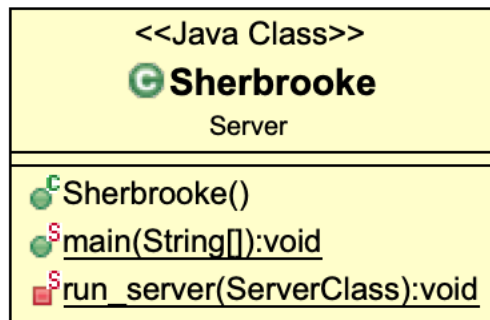 <<Java Class>>
C Sherbrooke
Server
C Sherbrooke()
S main(String[]):void
S run_server(ServerClass):void